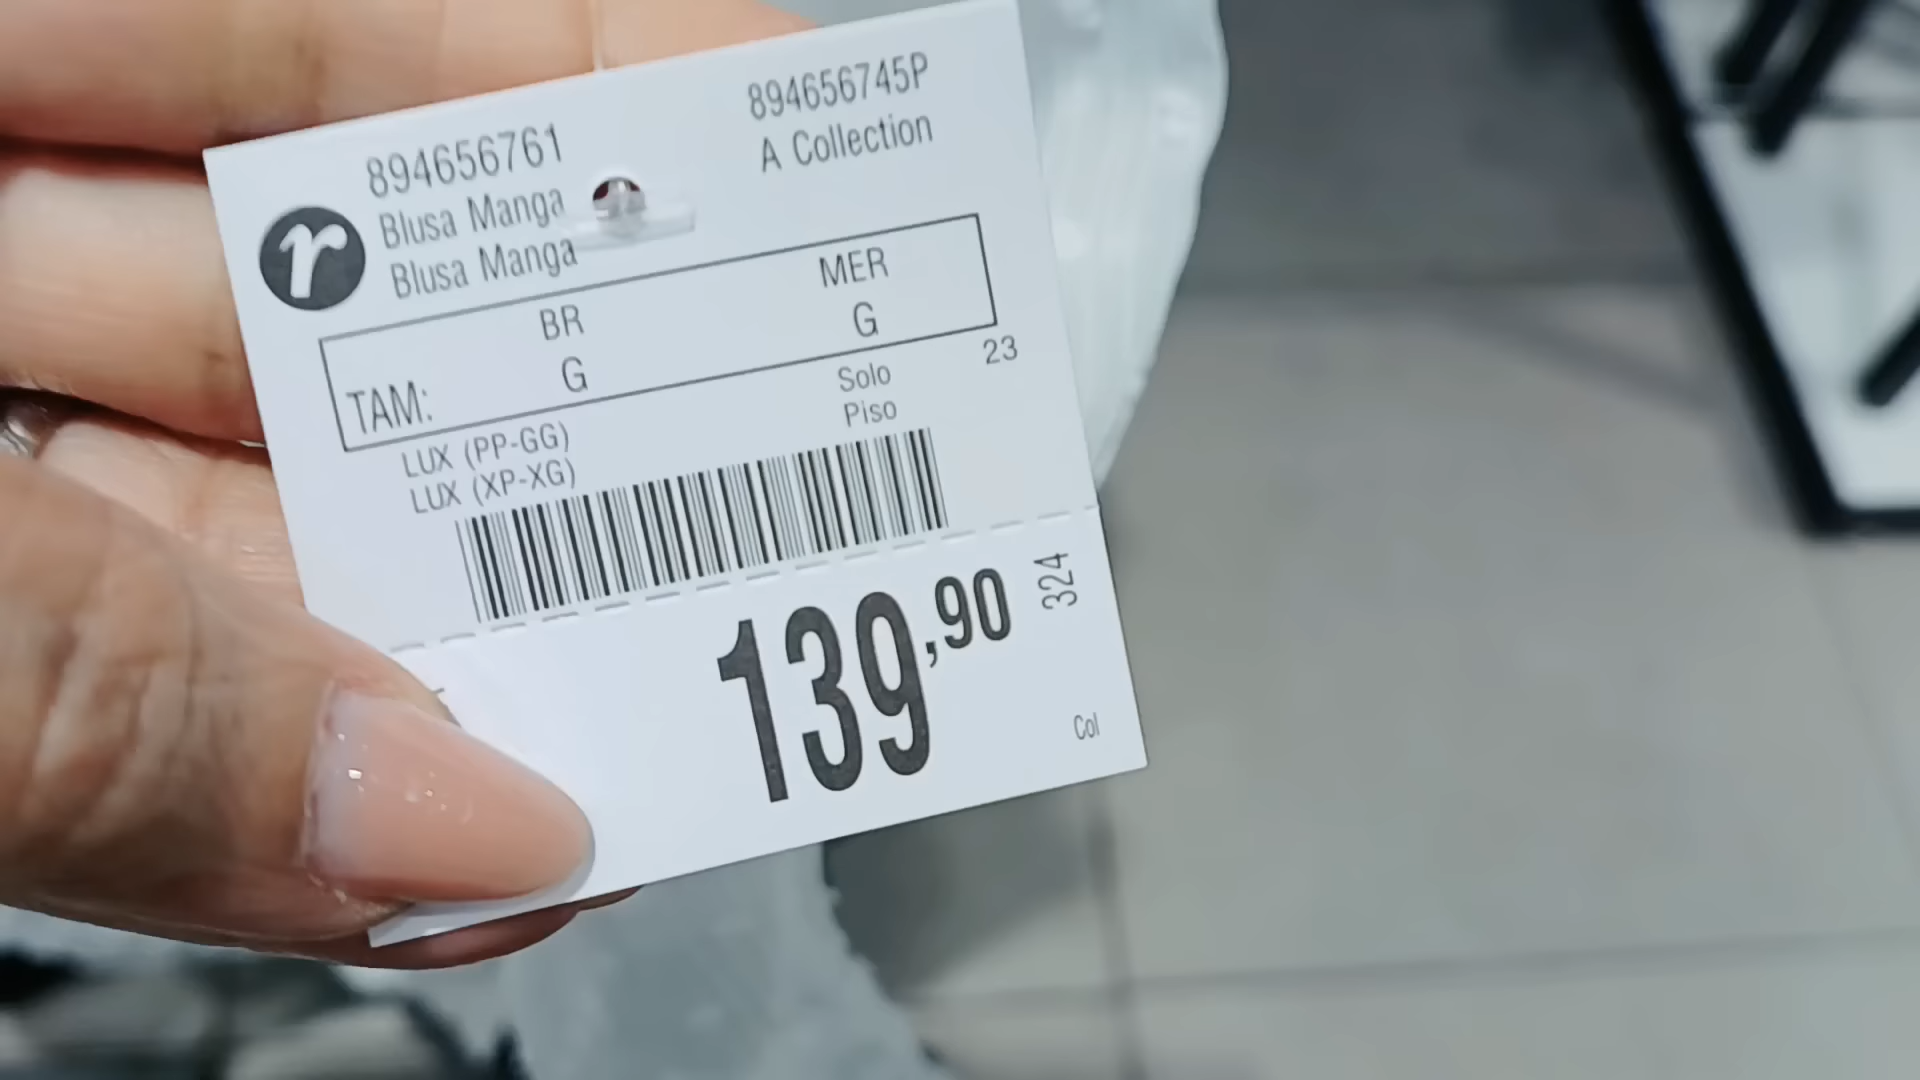 894656761
Blusa Manga
Blusa Manga
894656745P
A Collection
r
BR
MER
TAM:
G
G
23
Solo
Piso
LUX (PP-GG)
LUX (XP-XG)
139,90
324
Col